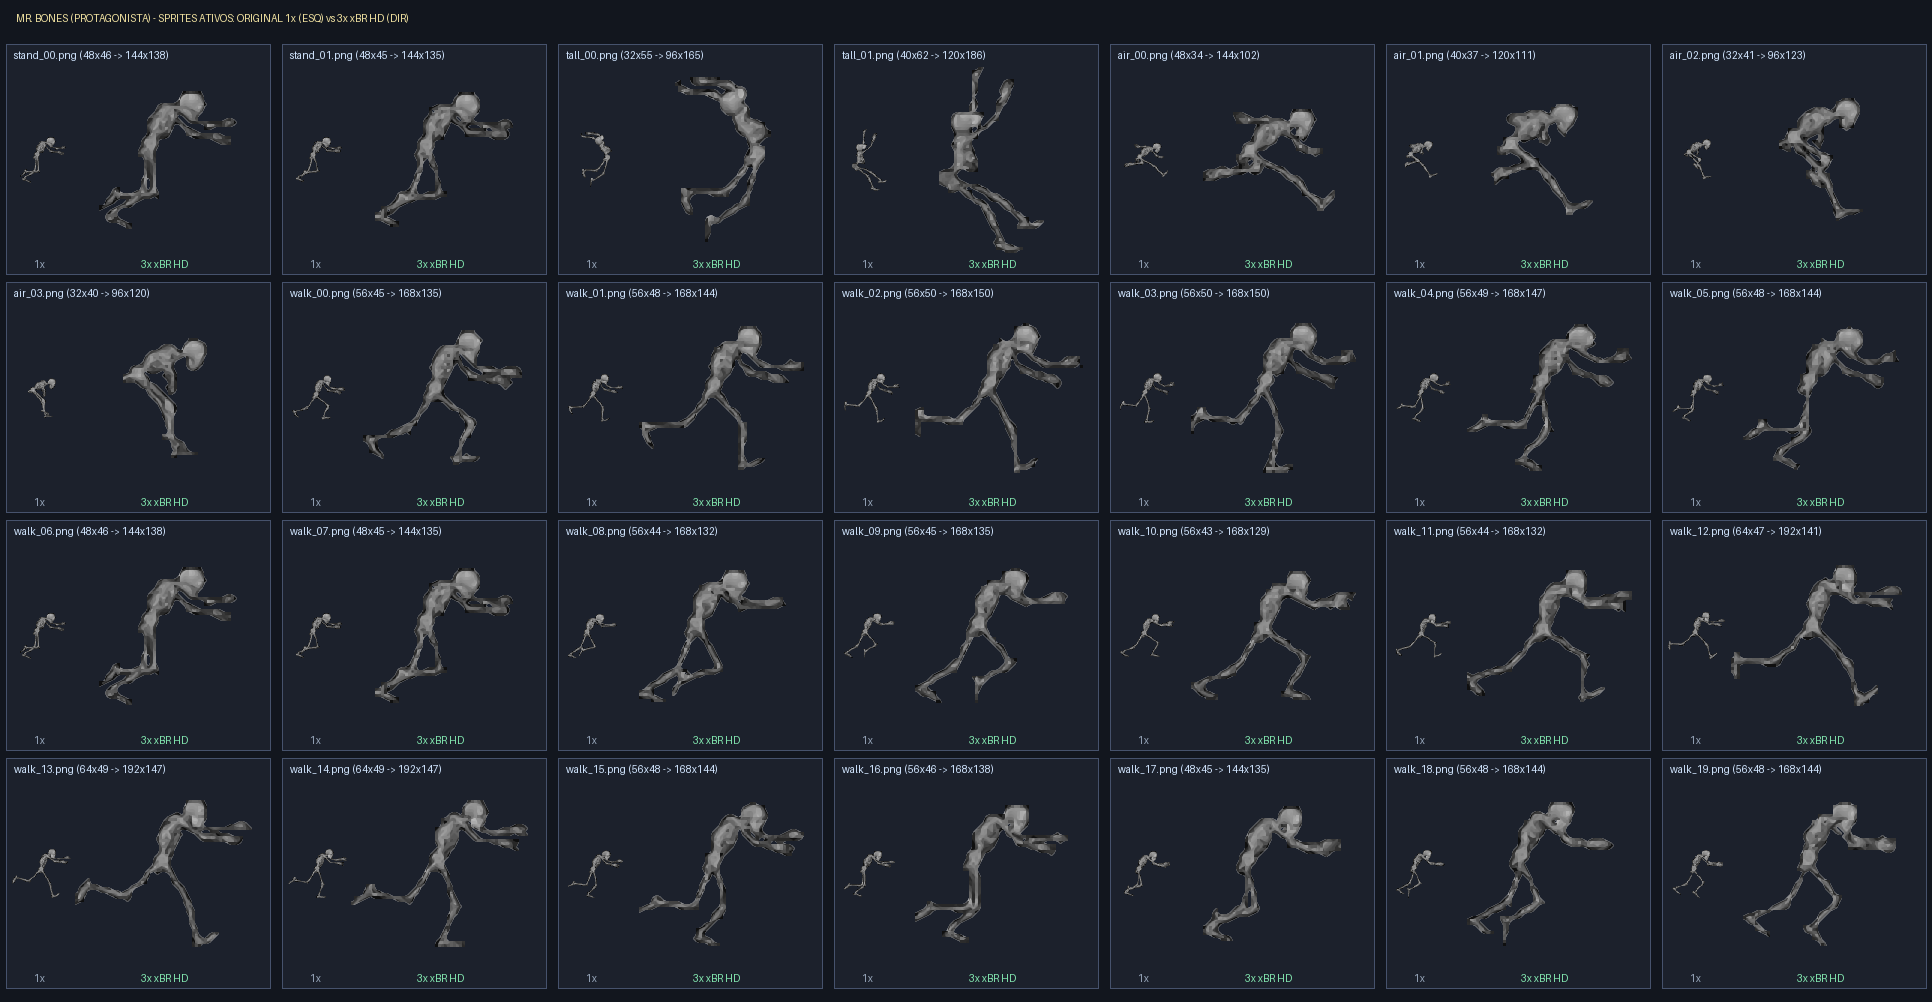 MR. BONES (PROTAGONISTA) - SPRITES ATIVOS: ORIGINAL 1x (ESQ) vs 3x xBR HD (DIR)
stand_00.png (48x46 -> 144x138)
1x 3x xBR HD
stand_01.png (48x45 -> 144x135)
1x 3x xBR HD
tall_00.png (32x55 -> 96x165)
1x 3x xBR HD
tall_01.png (40x62 -> 120x186)
1x 3x xBR HD
air_00.png (48x34 -> 144x102)
1x 3x xBR HD
air_01.png (40x37 -> 120x111)
1x 3x xBR HD
air_02.png (32x41 -> 96x123)
1x 3x xBR HD
air_03.png (32x40 -> 96x120)
1x 3x xBR HD
walk_00.png (56x45 -> 168x135)
1x 3x xBR HD
walk_01.png (56x48 -> 168x144)
1x 3x xBR HD
walk_02.png (56x50 -> 168x150)
1x 3x xBR HD
walk_03.png (56x50 -> 168x150)
1x 3x xBR HD
walk_04.png (56x49 -> 168x147)
1x 3x xBR HD
walk_05.png (56x48 -> 168x144)
1x 3x xBR HD
walk_06.png (48x46 -> 144x138)
1x 3x xBR HD
walk_07.png (48x45 -> 144x135)
1x 3x xBR HD
walk_08.png (56x44 -> 168x132)
1x 3x xBR HD
walk_09.png (56x45 -> 168x135)
1x 3x xBR HD
walk_10.png (56x43 -> 168x129)
1x 3x xBR HD
walk_11.png (56x44 -> 168x132)
1x 3x xBR HD
walk_12.png (64x47 -> 192x141)
1x 3x xBR HD
walk_13.png (64x49 -> 192x147)
1x 3x xBR HD
walk_14.png (64x49 -> 192x147)
1x 3x xBR HD
walk_15.png (56x48 -> 168x144)
1x 3x xBR HD
walk_16.png (56x46 -> 168x138)
1x 3x xBR HD
walk_17.png (48x45 -> 144x135)
1x 3x xBR HD
walk_18.png (56x48 -> 168x144)
1x 3x xBR HD
walk_19.png (56x48 -> 168x144)
1x 3x xBR HD